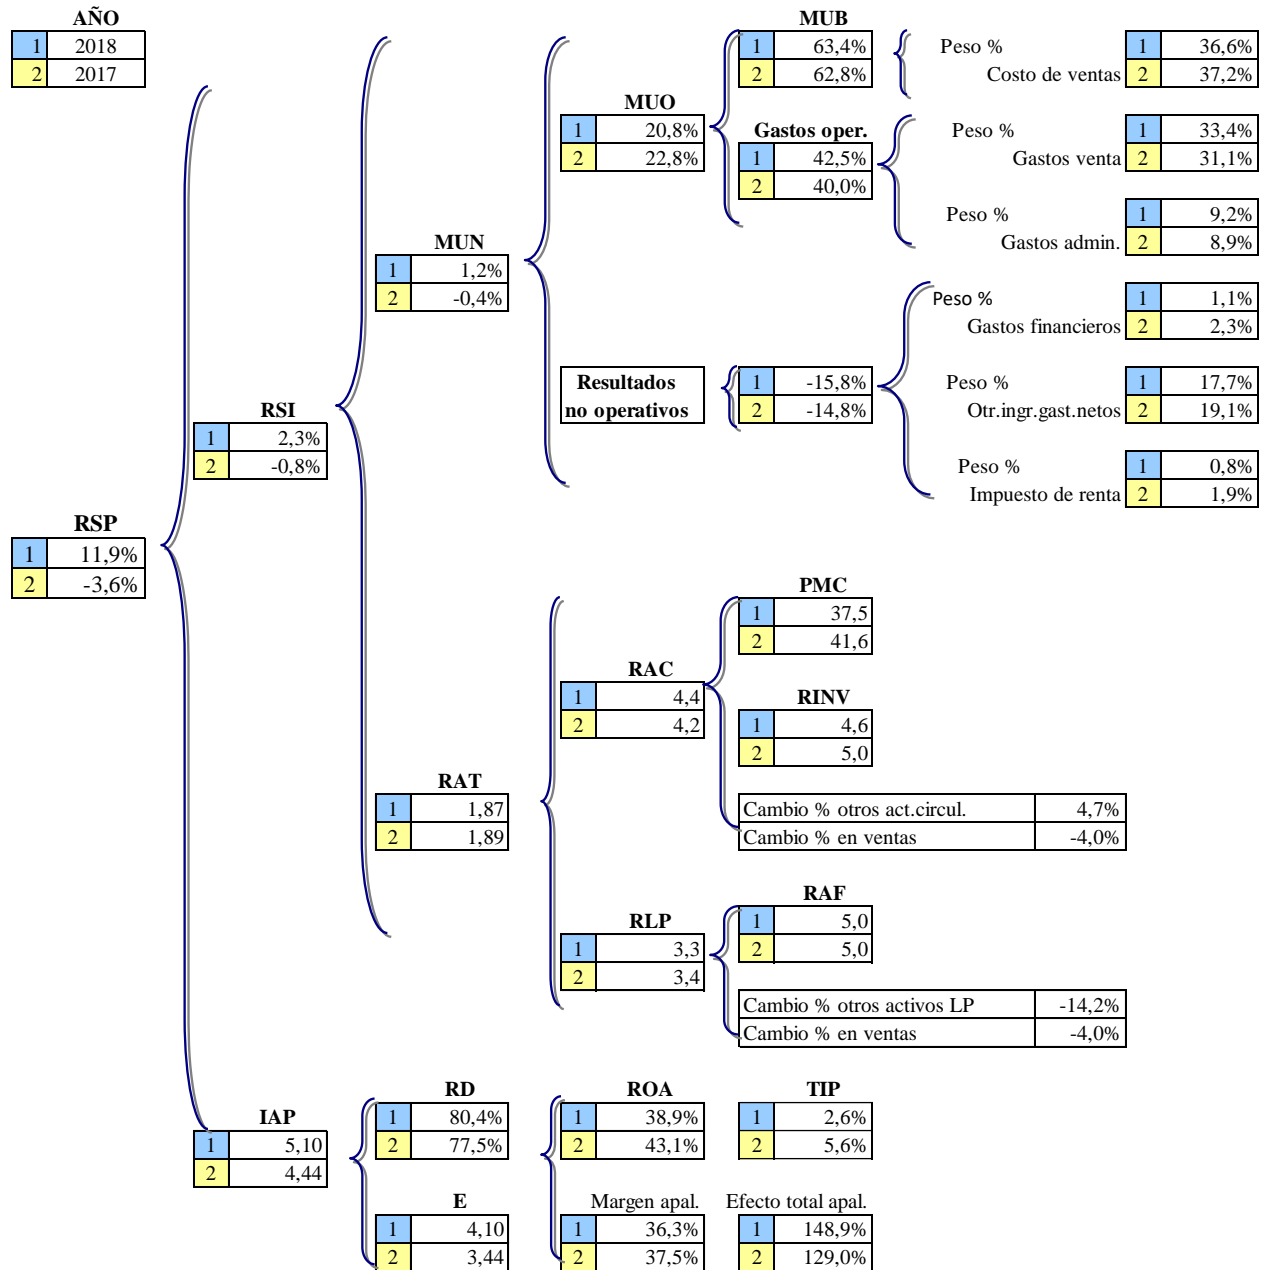 AÑO
1 2018
2 2017
MUB
1 63,4%
2 62,8%
Peso %
Costo de ventas
1 36,6%
2 37,2%
MUO
1 20,8%
2 22,8%
Gastos oper.
1 42,5%
2 40,0%
Peso %
Gastos venta
1 33,4%
2 31,1%
Peso %
Gastos admin.
1 9,2%
2 8,9%
MUN
1 1,2%
2 -0,4%
Peso %
Gastos financieros
1 1,1%
2 2,3%
Resultados
no operativos
1 -15,8%
2 -14,8%
Peso %
Otr.ingr.gast.netos
1 17,7%
2 19,1%
RSI
1 2,3%
2 -0,8%
Peso %
Impuesto de renta
1 0,8%
2 1,9%
RSP
1 11,9%
2 -3,6%
PMC
1 37,5
2 41,6
RAC
1 4,4
2 4,2
RINV
1 4,6
2 5,0
RAT
1 1,87
2 1,89
Cambio % otros act.circul. 4,7%
Cambio % en ventas -4,0%
RAF
1 5,0
2 5,0
RLP
1 3,3
2 3,4
Cambio % otros activos LP -14,2%
Cambio % en ventas -4,0%
IAP
1 5,10
2 4,44
RD
1 80,4%
2 77,5%
ROA
1 38,9%
2 43,1%
TIP
1 2,6%
2 5,6%
E
1 4,10
2 3,44
Margen apal.
1 36,3%
2 37,5%
Efecto total apal.
1 148,9%
2 129,0%